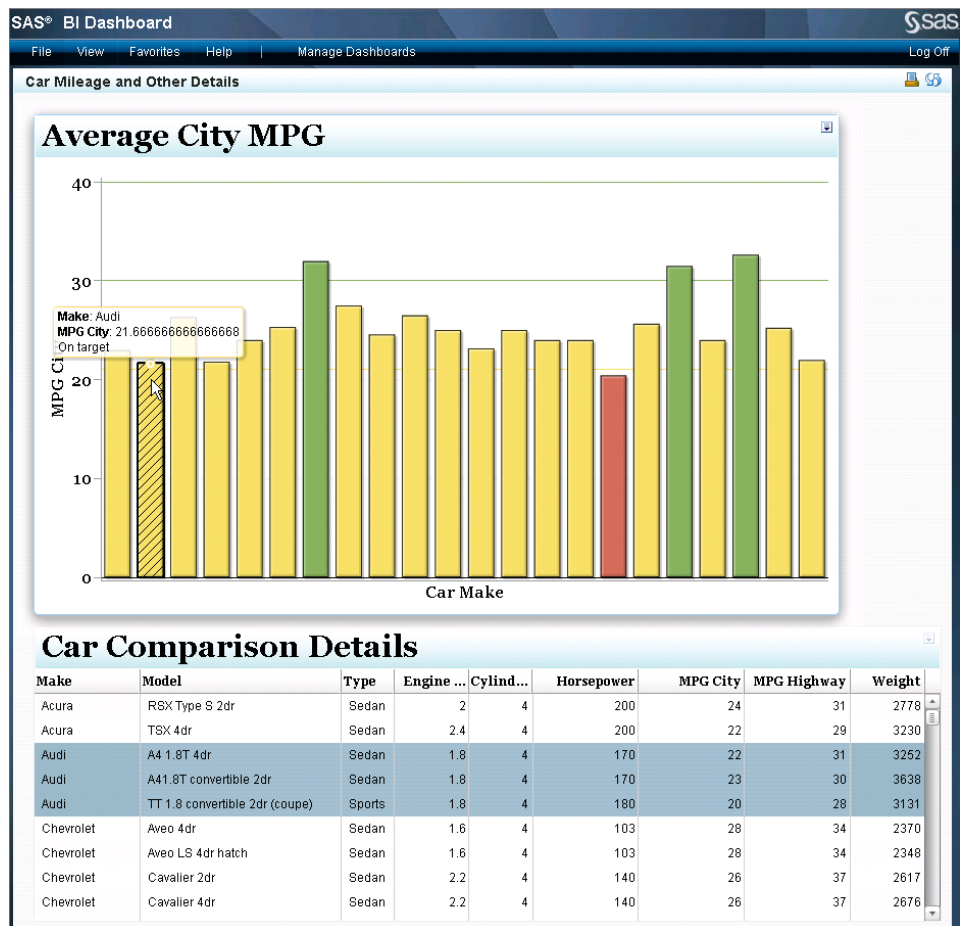 SAS® BI Dashboard
sas
File View Favorites Help | Manage Dashboards Log Off
Car Mileage and Other Details
Average City MPG
40
30
Make: Audi
MPG City: 21.666666666666668
On target
20
10
0
MPG Ci
Car Make
Car Comparison Details
Make Model Type Engine ... Cylind... Horsepower MPG City MPG Highway Weight
Acura RSX Type S 2dr Sedan 2 4 200 24 31 2778
Acura TSX 4dr Sedan 2.4 4 200 22 29 3230
Audi A4 1.8T 4dr Sedan 1.8 4 170 22 31 3252
Audi A41.8T convertible 2dr Sedan 1.8 4 170 23 30 3638
Audi TT 1.8 convertible 2dr (coupe) Sports 1.8 4 180 20 28 3131
Chevrolet Aveo 4dr Sedan 1.6 4 103 28 34 2370
Chevrolet Aveo LS 4dr hatch Sedan 1.6 4 103 28 34 2348
Chevrolet Cavalier 2dr Sedan 2.2 4 140 26 37 2617
Chevrolet Cavalier 4dr Sedan 2.2 4 140 26 37 2676